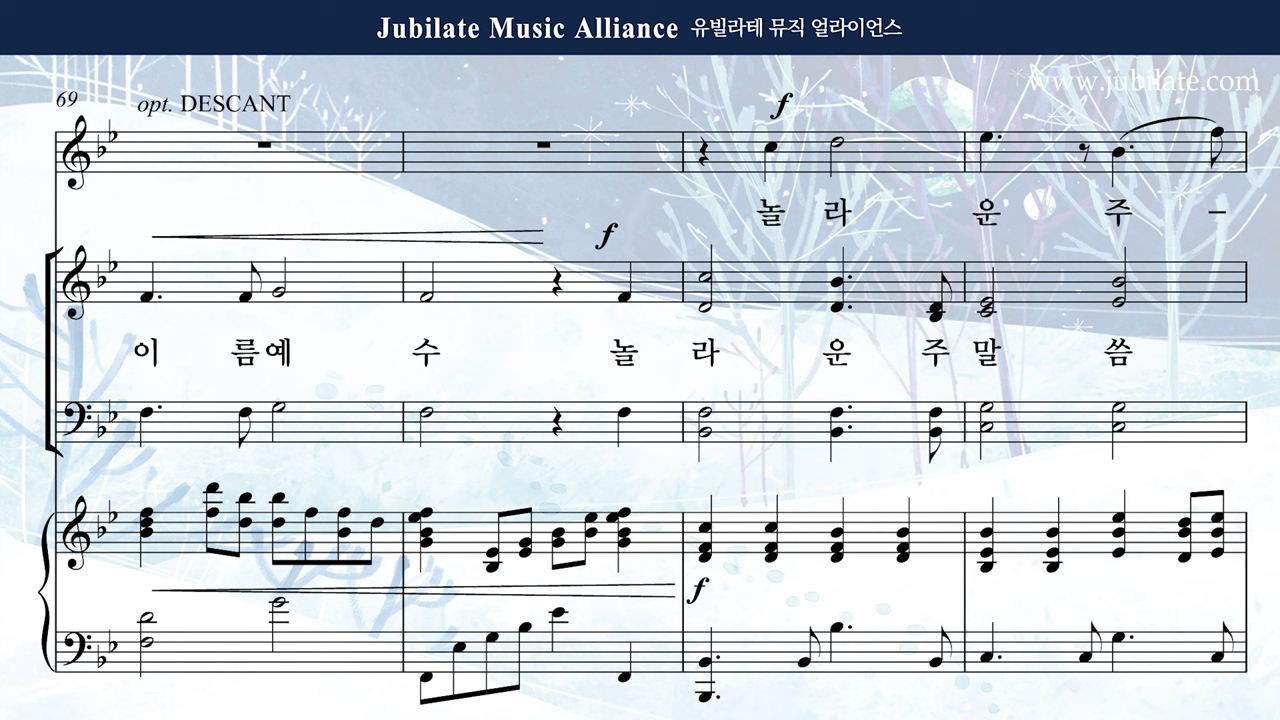 Jubilate Music Alliance 유빌라테 뮤직 얼라이언스
www.jubilate.com
69 opt. DESCANT
f
놀 라 운 주 –
f
이 름 예 수 놀 라 운 주 말 씀
f